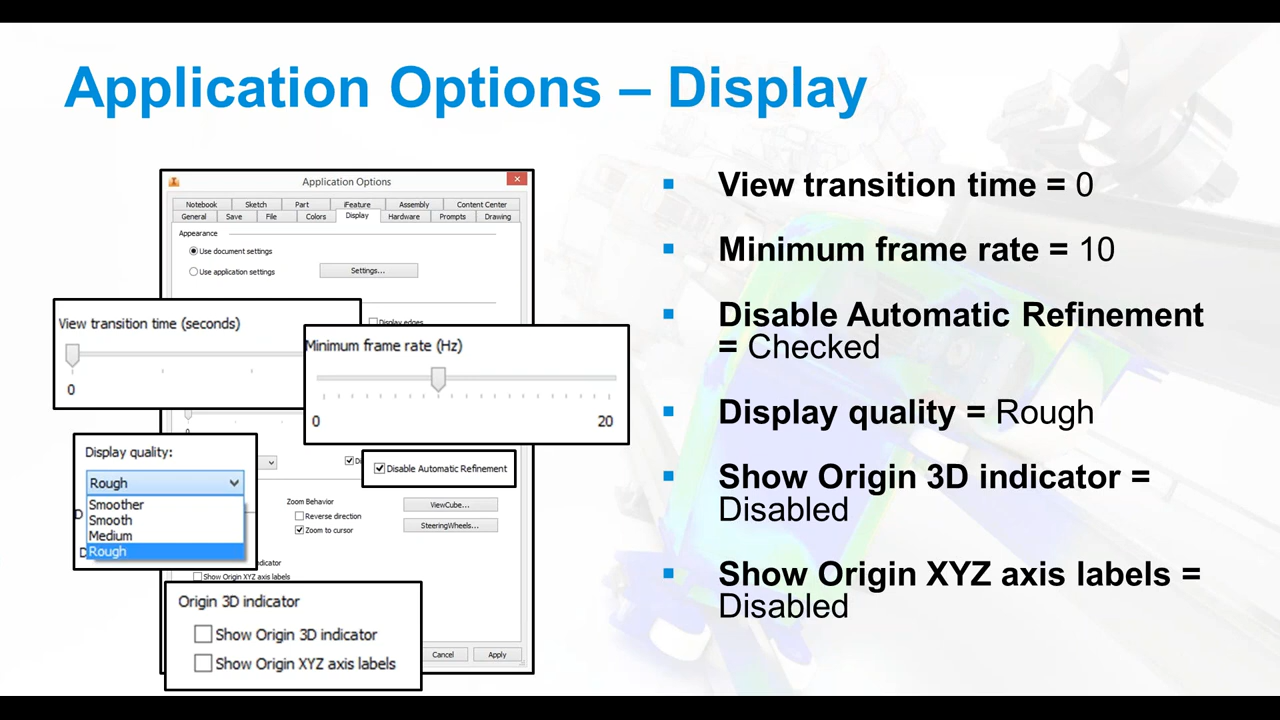 Application Options – Display
Application Options
Notebook Sketch Part iFeature Assembly Content Center
General Save File Colors Display Hardware Prompts Drawing
Appearance
Use document settings
Use application settings
Settings...
Display edges
View transition time (seconds)
0
Minimum frame rate (Hz)
0 20
Display quality:
Rough
Smoother
Smooth
Medium
Rough
Disable Automatic Refinement
Zoom Behavior
Reverse direction
Zoom to cursor
ViewCube...
SteeringWheels...
Show Origin XYZ axis labels
Origin 3D indicator
Show Origin 3D indicator
Show Origin XYZ axis labels
Cancel Apply
▪ View transition time = 0
▪ Minimum frame rate = 10
▪ Disable Automatic Refinement
= Checked
▪ Display quality = Rough
▪ Show Origin 3D indicator =
Disabled
▪ Show Origin XYZ axis labels =
Disabled